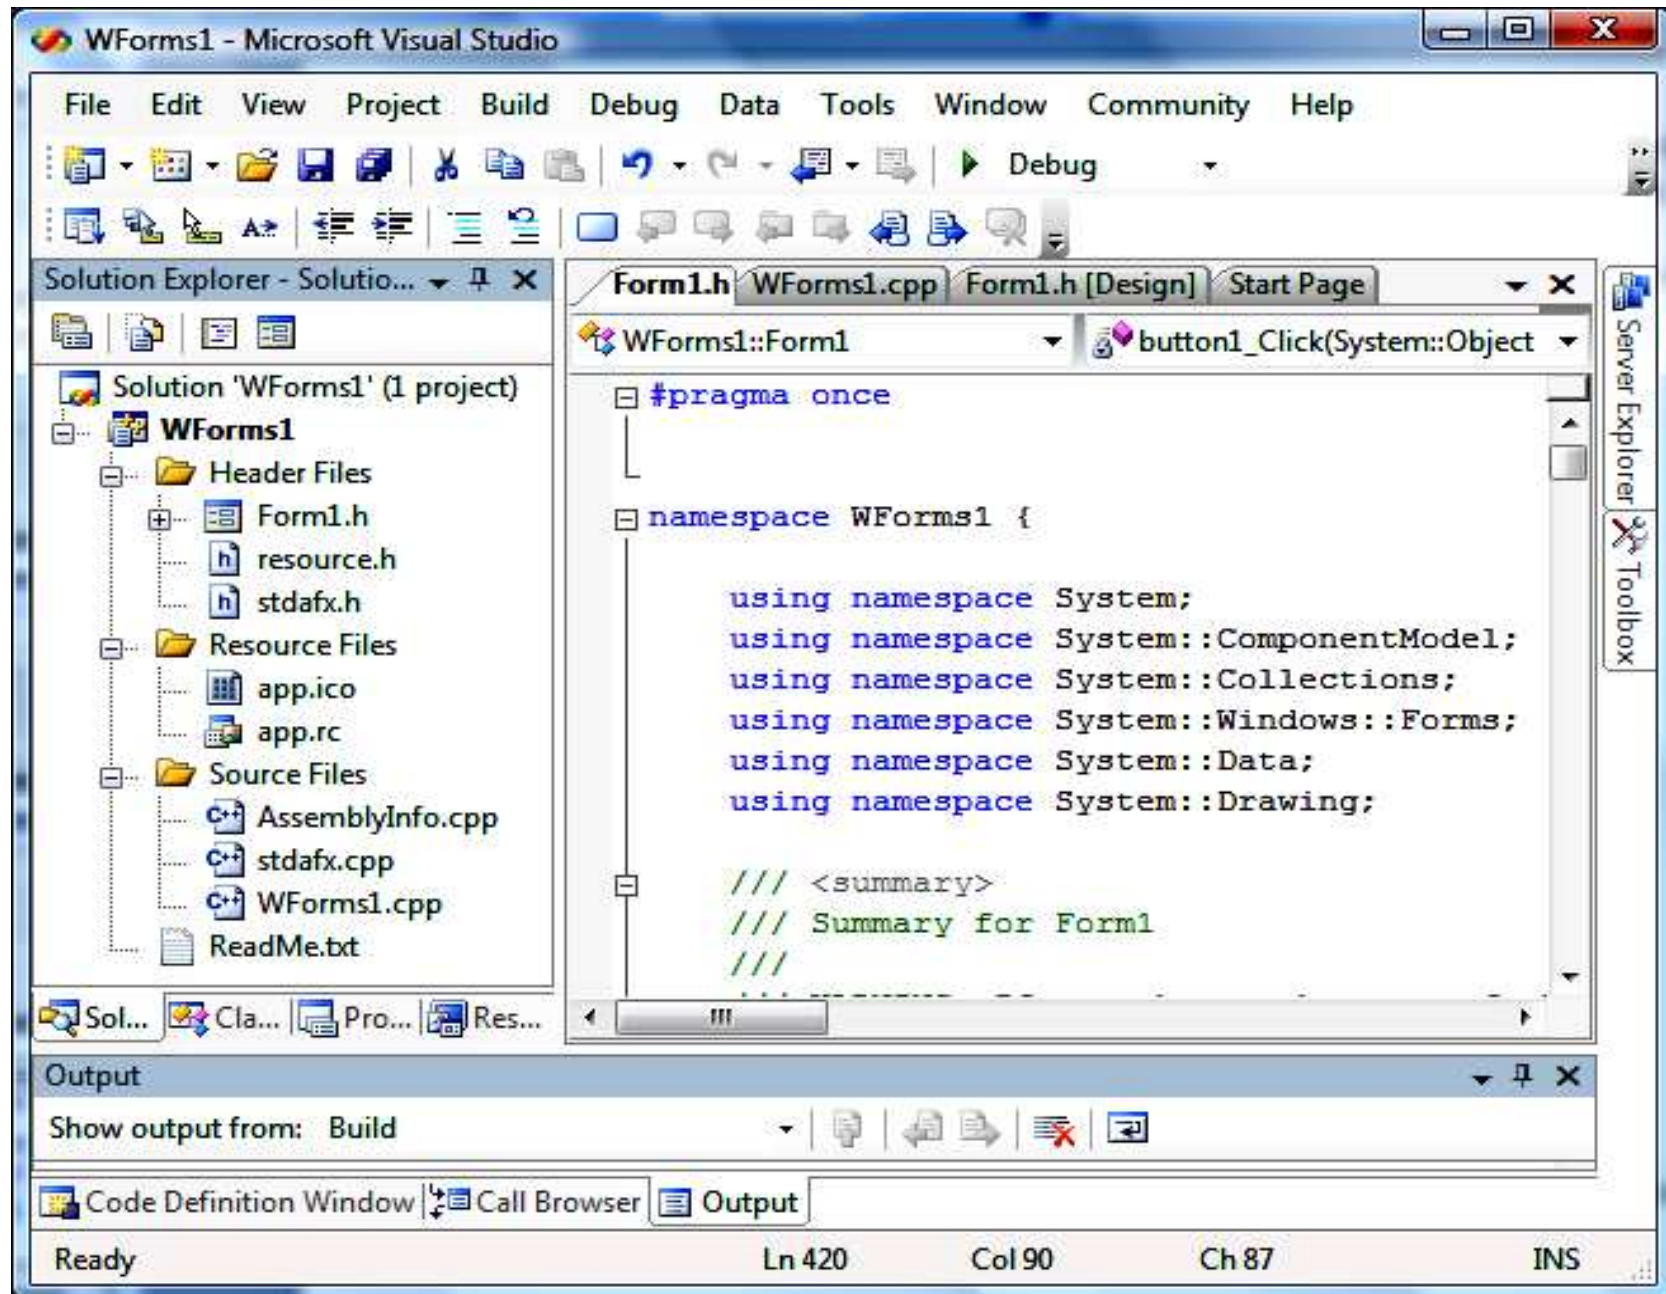 WForms1 - Microsoft Visual Studio
File Edit View Project Build Debug Data Tools Window Community Help
Debug
Solution Explorer - Solutio...
Solution 'WForms1' (1 project)
WForms1
Header Files
Form1.h
resource.h
stdafx.h
Resource Files
app.ico
app.rc
Source Files
AssemblyInfo.cpp
stdafx.cpp
WForms1.cpp
ReadMe.txt
Sol... Cla... Pro... Res...
Form1.h WForms1.cpp Form1.h [Design] Start Page
WForms1::Form1 button1_Click(System::Object
#pragma once
namespace WForms1 {
using namespace System;
using namespace System::ComponentModel;
using namespace System::Collections;
using namespace System::Windows::Forms;
using namespace System::Data;
using namespace System::Drawing;
/// <summary>
/// Summary for Form1
///
Server Explorer
Toolbox
Output
Show output from: Build
Code Definition Window Call Browser Output
Ready Ln 420 Col 90 Ch 87 INS